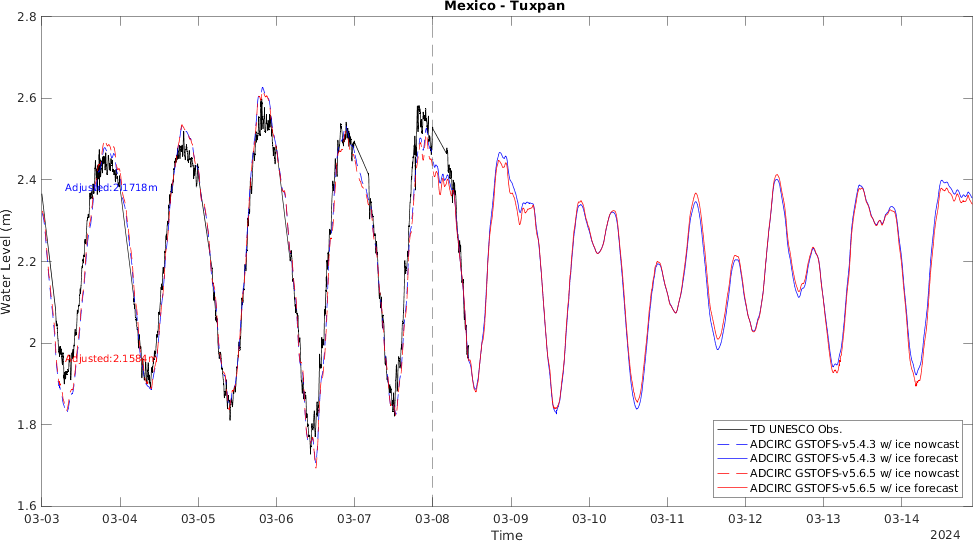 Mexico - Tuxpan
Water Level (m)
2.8
2.6
2.4
2.2
2
1.8
1.6
Adjusted:2.1718m
Adjusted:2.1584m
TD UNESCO Obs.
ADCIRC GSTOFS-v5.4.3 w/ ice nowcast
ADCIRC GSTOFS-v5.4.3 w/ ice forecast
ADCIRC GSTOFS-v5.6.5 w/ ice nowcast
ADCIRC GSTOFS-v5.6.5 w/ ice forecast
03-03 03-04 03-05 03-06 03-07 03-08 03-09 03-10 03-11 03-12 03-13 03-14
Time
2024